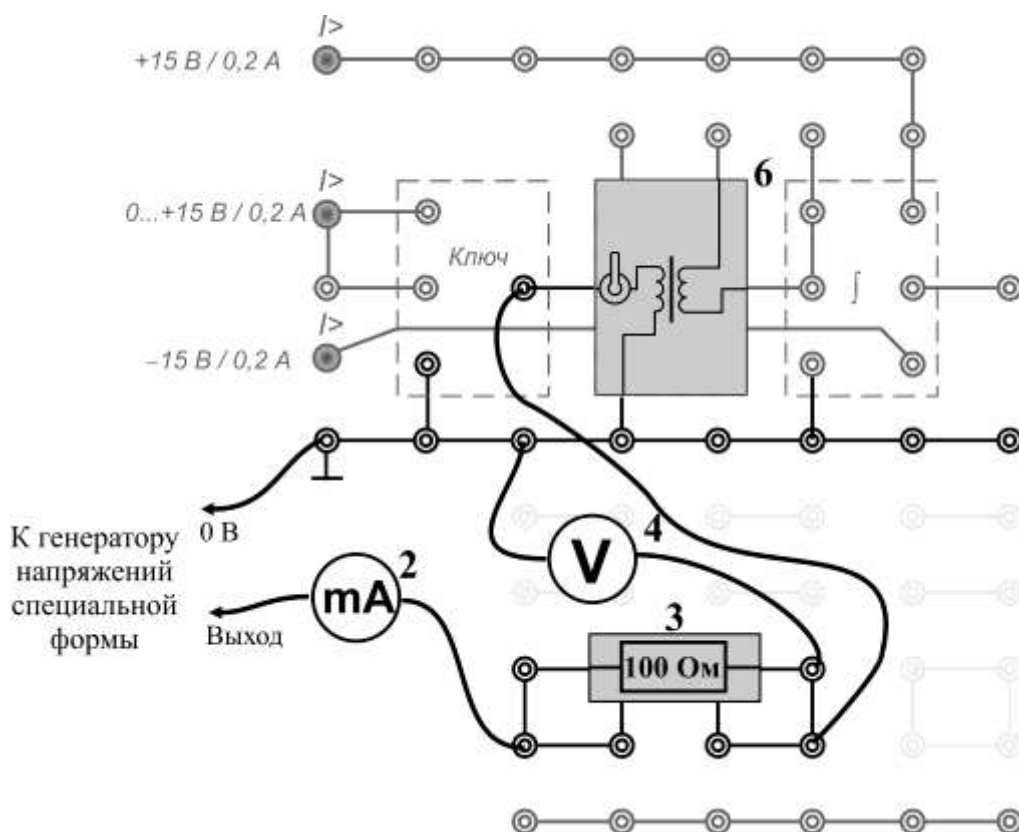 I>
+15 В / 0,2 А
I>
0...+15 В / 0,2 А
6
Ключ
∫
I>
–15 В / 0,2 А
0 В
К генератору
напряжений
специальной
формы
Выход
mA
2
V
4
3
100 Ом